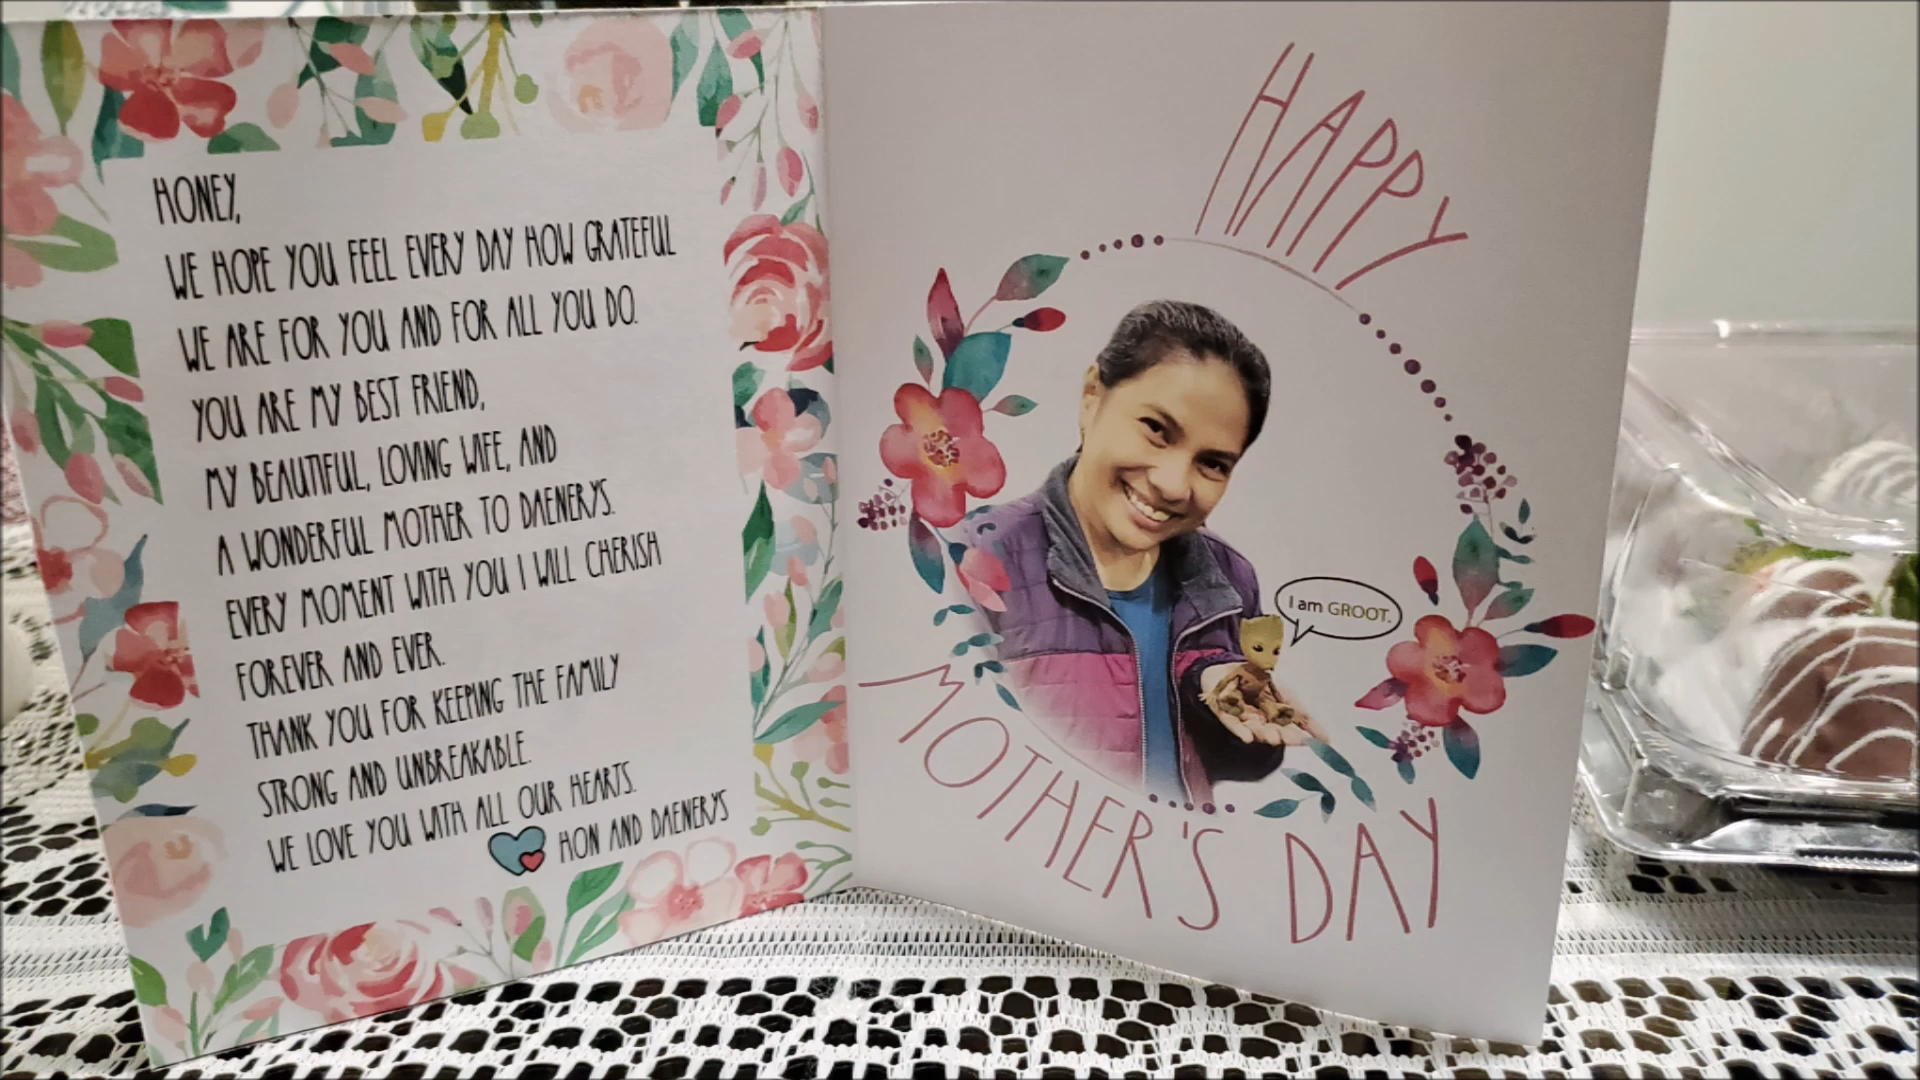 HONEY,
WE HOPE YOU FEEL EVERY DAY HOW GRATEFUL
WE ARE FOR YOU AND FOR ALL YOU DO.
YOU ARE MY BEST FRIEND,
MY BEAUTIFUL, LOVING WIFE, AND
A WONDERFUL MOTHER TO DAENERYS.
EVERY MOMENT WITH YOU I WILL CHERISH
FOREVER AND EVER.
THANK YOU FOR KEEPING THE FAMILY
STRONG AND UNBREAKABLE.
WE LOVE YOU WITH ALL OUR HEARTS.
HON AND DAENERYS
HAPPY
I am GROOT.
MOTHER'S DAY